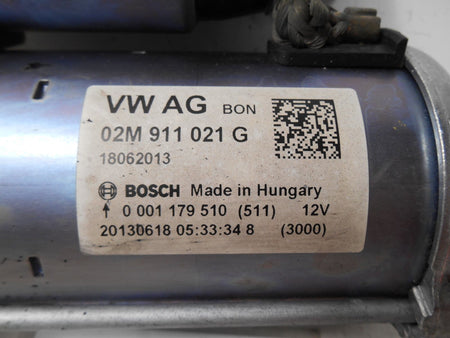 VW AG BON
02M 911 021 G
18062013
BOSCH Made in Hungary
↑ 0 001 179 510 (511) 12V
20130618 05:33:34 8 (3000)